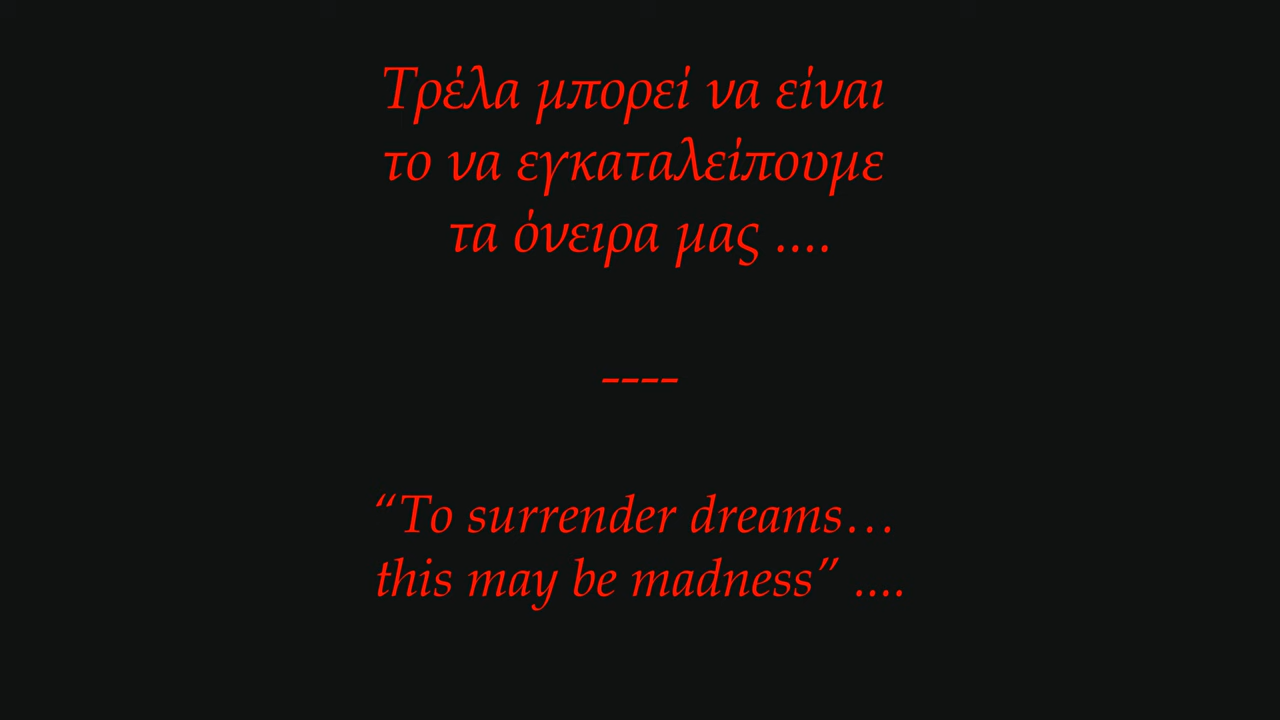 Τρέλα μπορεί να είναι
το να εγκαταλείπουμε
τα όνειρα μας ....
----
“To surrender dreams…
this may be madness” ....